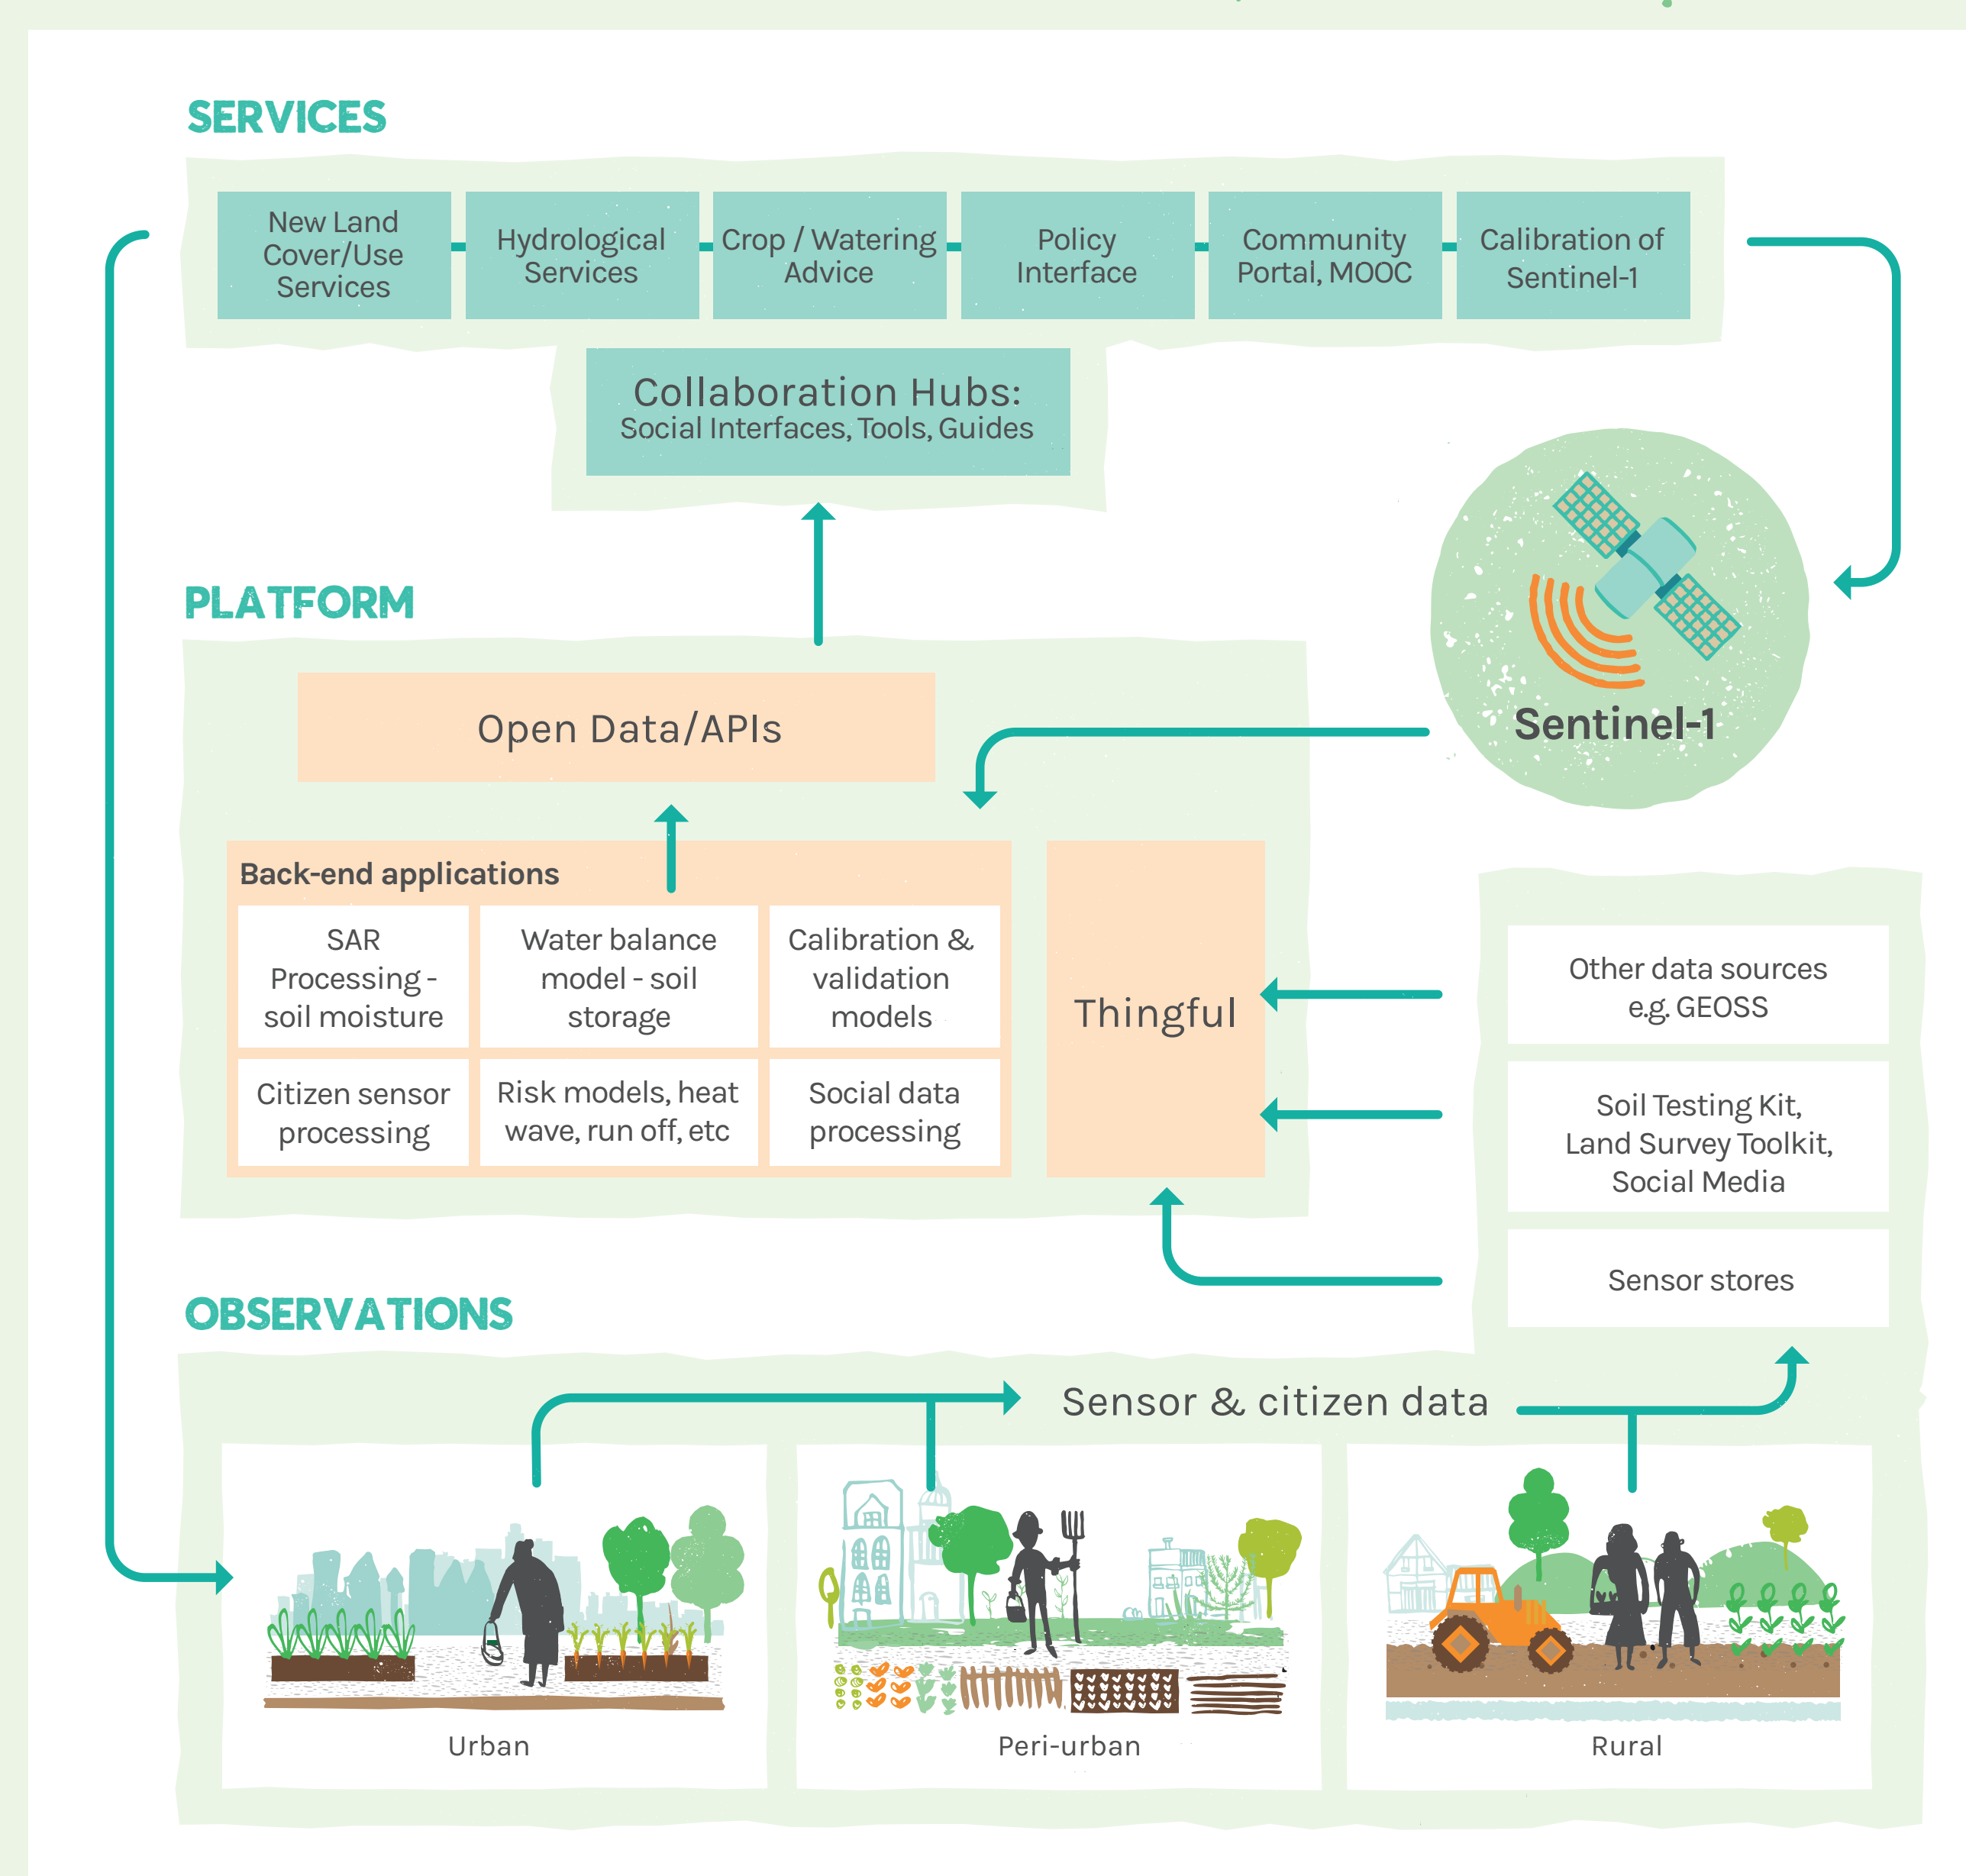 SERVICES
New Land
Cover/Use
Services
Hydrological
Services
Crop / Watering
Advice
Policy
Interface
Community
Portal, MOOC
Calibration of
Sentinel-1
Collaboration Hubs:
Social Interfaces, Tools, Guides
Sentinel-1
PLATFORM
Open Data/APIs
Back-end applications
SAR
Processing -
soil moisture
Water balance
model - soil
storage
Calibration &
validation
models
Citizen sensor
processing
Risk models, heat
wave, run off, etc
Social data
processing
Thingful
Other data sources
e.g. GEOSS
Soil Testing Kit,
Land Survey Toolkit,
Social Media
Sensor stores
OBSERVATIONS
Sensor & citizen data
Urban
Peri-urban
Rural